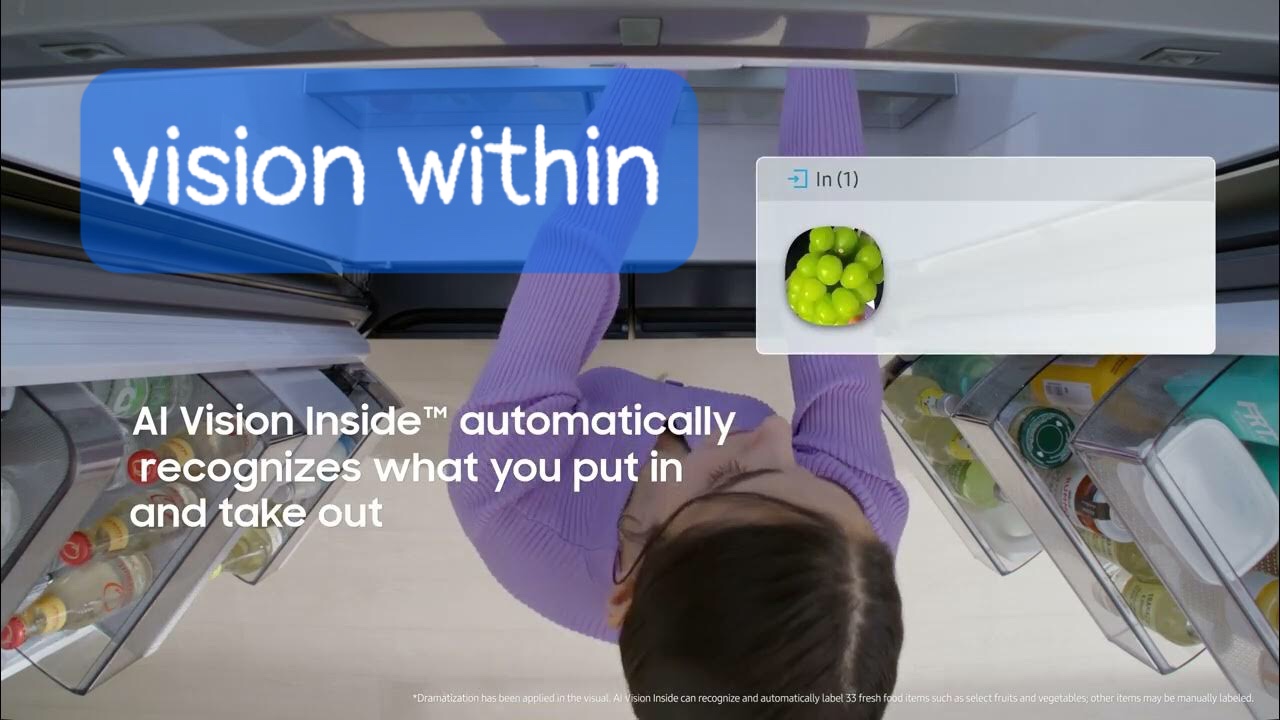 vision within
In (1)
AI Vision Inside™ automatically
recognizes what you put in
and take out
*Dramatization has been applied in the visual. AI Vision Inside can recognize and automatically label 33 fresh food items such as select fruits and vegetables; other items may be manually labeled.